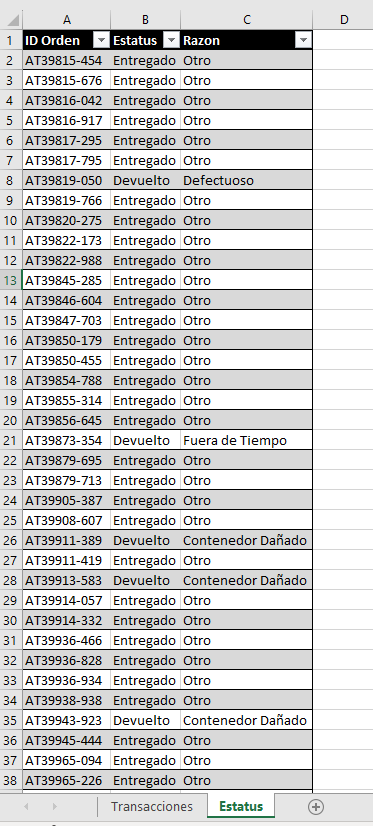 A B C D
1 ID Orden Estatus Razon
2 AT39815-454 Entregado Otro
3 AT39815-676 Entregado Otro
4 AT39816-042 Entregado Otro
5 AT39816-917 Entregado Otro
6 AT39817-295 Entregado Otro
7 AT39817-795 Entregado Otro
8 AT39819-050 Devuelto Defectuoso
9 AT39819-766 Entregado Otro
10 AT39820-275 Entregado Otro
11 AT39822-173 Entregado Otro
12 AT39822-988 Entregado Otro
13 AT39845-285 Entregado Otro
14 AT39846-604 Entregado Otro
15 AT39847-703 Entregado Otro
16 AT39850-179 Entregado Otro
17 AT39850-455 Entregado Otro
18 AT39854-788 Entregado Otro
19 AT39855-314 Entregado Otro
20 AT39856-645 Entregado Otro
21 AT39873-354 Devuelto Fuera de Tiempo
22 AT39879-695 Entregado Otro
23 AT39879-713 Entregado Otro
24 AT39905-387 Entregado Otro
25 AT39908-607 Entregado Otro
26 AT39911-389 Devuelto Contenedor Dañado
27 AT39911-419 Entregado Otro
28 AT39913-583 Devuelto Contenedor Dañado
29 AT39914-057 Entregado Otro
30 AT39914-332 Entregado Otro
31 AT39936-466 Entregado Otro
32 AT39936-828 Entregado Otro
33 AT39936-934 Entregado Otro
34 AT39938-938 Entregado Otro
35 AT39943-923 Devuelto Contenedor Dañado
36 AT39945-444 Entregado Otro
37 AT39965-094 Entregado Otro
38 AT39965-226 Entregado Otro
Transacciones Estatus